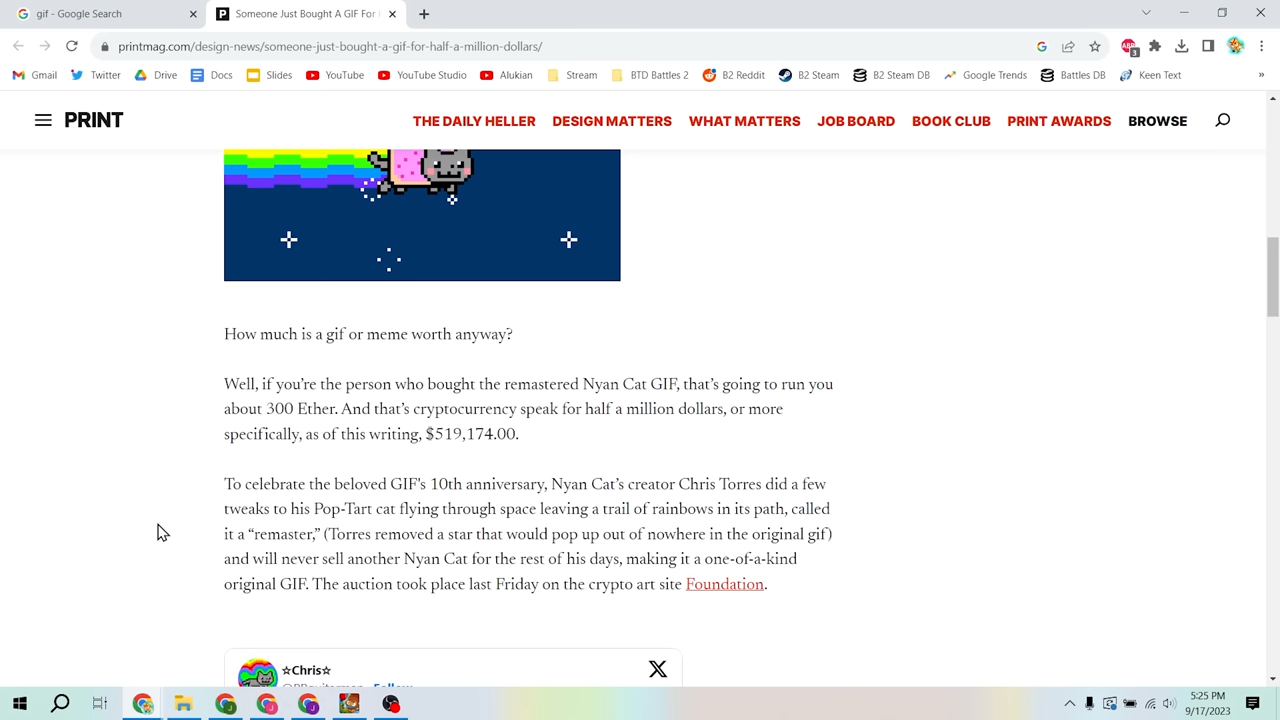 gif - Google Search
Someone Just Bought A GIF For
printmag.com/design-news/someone-just-bought-a-gif-for-half-a-million-dollars/
Gmail Twitter Drive Docs Slides YouTube YouTube Studio Alukian Stream BTD Battles 2 B2 Reddit B2 Steam B2 Steam DB Google Trends Battles DB Keen Text »
PRINT THE DAILY HELLER DESIGN MATTERS WHAT MATTERS JOB BOARD BOOK CLUB PRINT AWARDS BROWSE
How much is a gif or meme worth anyway?
Well, if you’re the person who bought the remastered Nyan Cat GIF, that’s going to run you
about 300 Ether. And that’s cryptocurrency speak for half a million dollars, or more
specifically, as of this writing, $519,174.00.
To celebrate the beloved GIF's 10th anniversary, Nyan Cat’s creator Chris Torres did a few
tweaks to his Pop-Tart cat flying through space leaving a trail of rainbows in its path, called
it a “remaster,” (Torres removed a star that would pop up out of nowhere in the original gif)
and will never sell another Nyan Cat for the rest of his days, making it a one-of-a-kind
original GIF. The auction took place last Friday on the crypto art site Foundation.
☆Chris☆
Follow
5:25 PM
9/17/2023